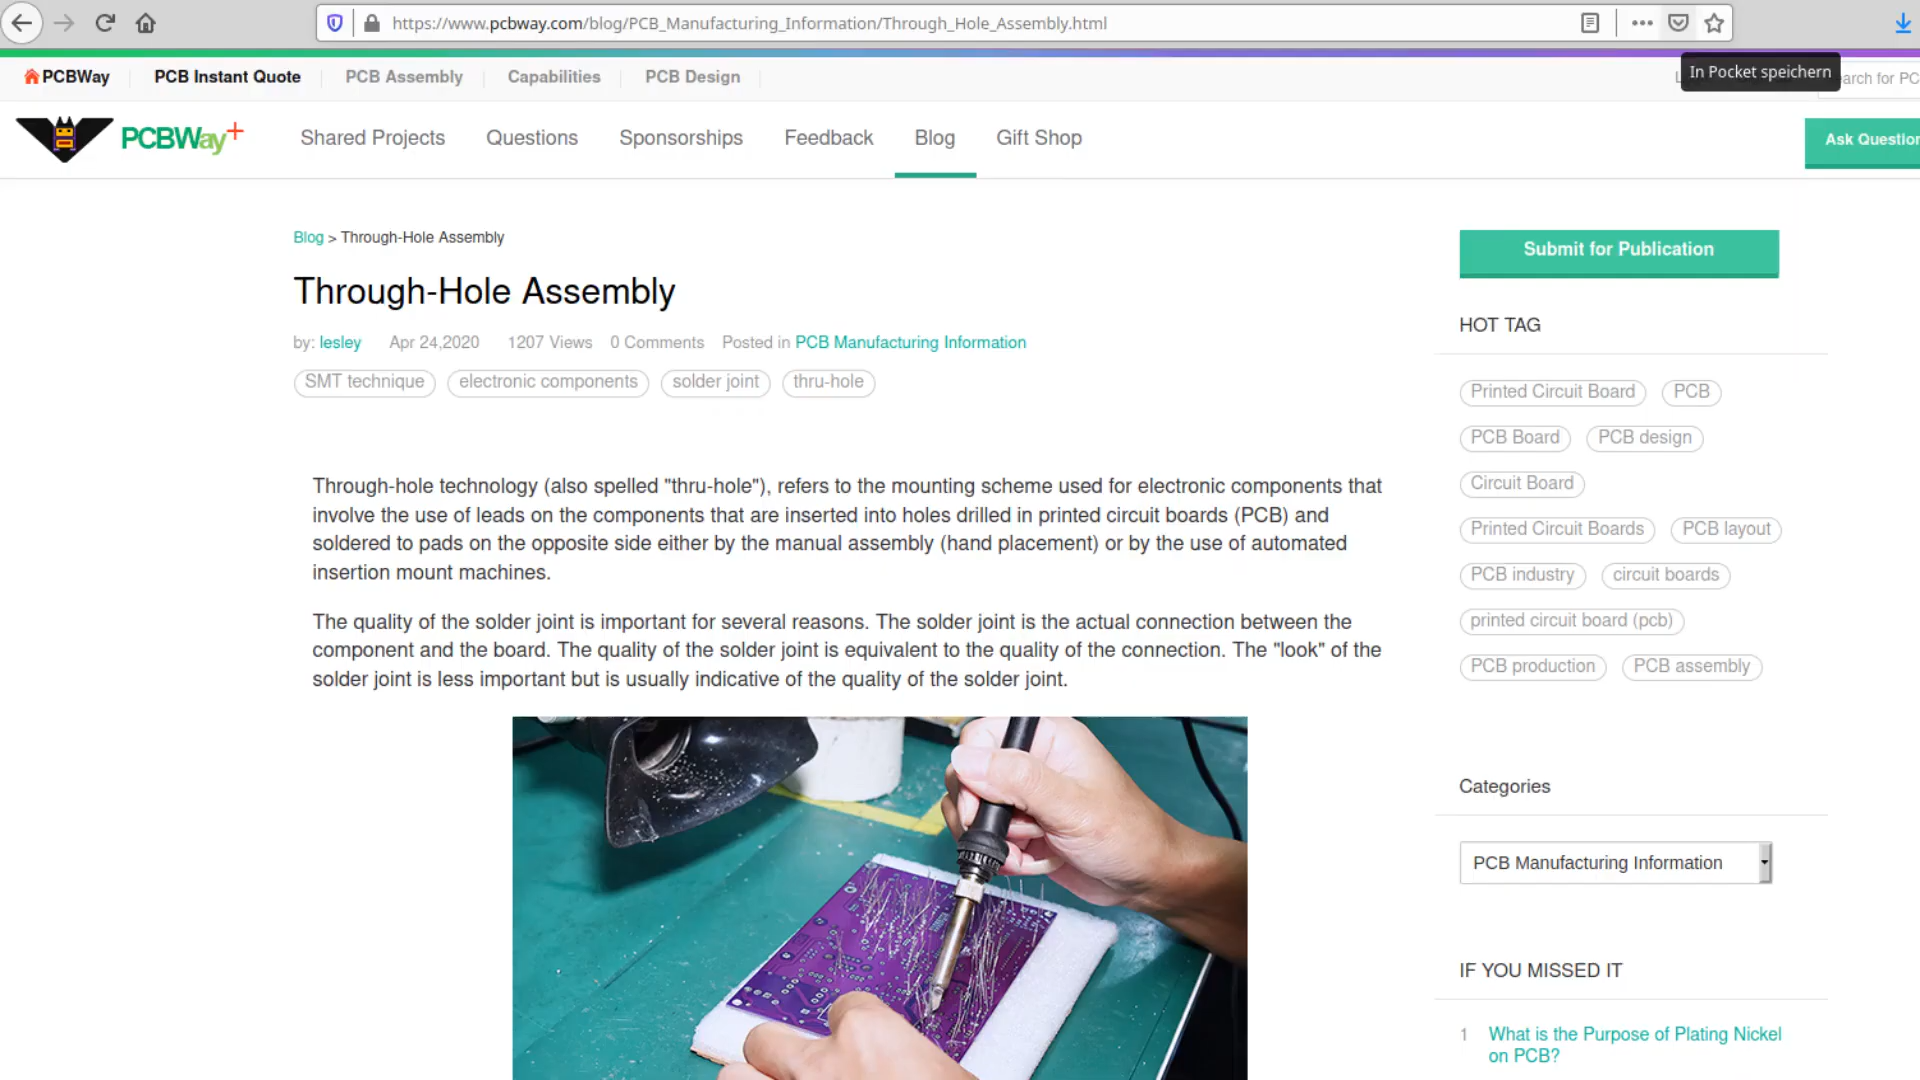 https://www.pcbway.com/blog/PCB_Manufacturing_Information/Through_Hole_Assembly.html
In Pocket speichern
PCBWay
PCB Instant Quote
PCB Assembly
Capabilities
PCB Design
PCBWay+
Shared Projects
Questions
Sponsorships
Feedback
Blog
Gift Shop
Blog > Through-Hole Assembly
Through-Hole Assembly
by: lesley Apr 24,2020 1207 Views 0 Comments Posted in PCB Manufacturing Information
SMT technique
electronic components
solder joint
thru-hole
Through-hole technology (also spelled "thru-hole"), refers to the mounting scheme used for electronic components that
involve the use of leads on the components that are inserted into holes drilled in printed circuit boards (PCB) and
soldered to pads on the opposite side either by the manual assembly (hand placement) or by the use of automated
insertion mount machines.
The quality of the solder joint is important for several reasons. The solder joint is the actual connection between the
component and the board. The quality of the solder joint is equivalent to the quality of the connection. The "look" of the
solder joint is less important but is usually indicative of the quality of the solder joint.
Submit for Publication
HOT TAG
Printed Circuit Board
PCB
PCB Board
PCB design
Circuit Board
Printed Circuit Boards
PCB layout
PCB industry
circuit boards
printed circuit board (pcb)
PCB production
PCB assembly
Categories
PCB Manufacturing Information
IF YOU MISSED IT
1 What is the Purpose of Plating Nickel
on PCB?